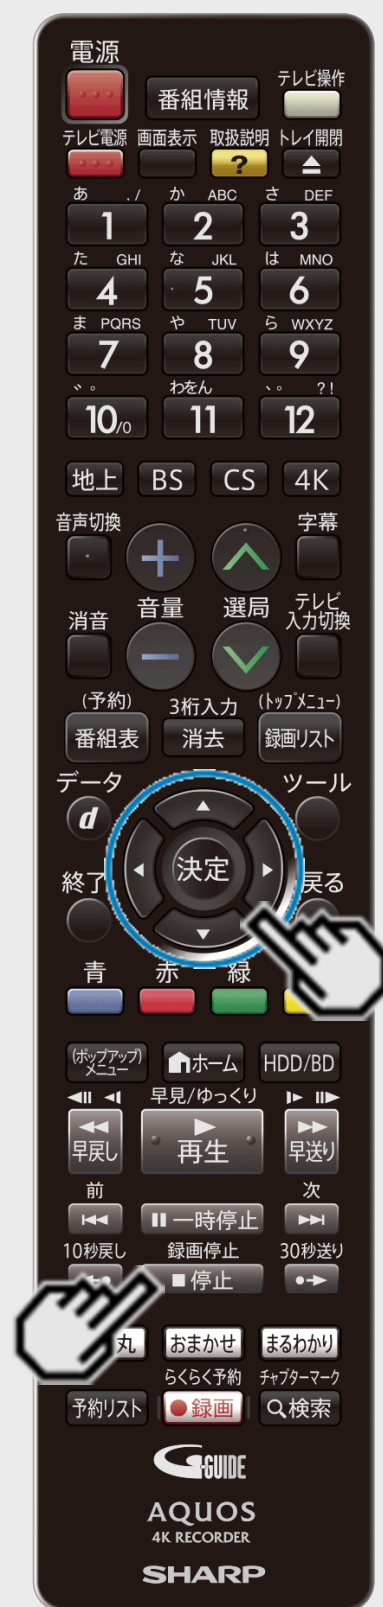 電源
番組情報
テレビ操作
テレビ電源 画面表示 取扱説明 トレイ開閉
?
あ ./ か ABC さ DEF
1 2 3
た GHI な JKL は MNO
4 5 6
ま PQRS や TUV ら WXYZ
7 8 9
゛゜ わをん 、。 ?!
10/0 11 12
地上 BS CS 4K
音声切換 字幕
+
消音 音量 選局 テレビ
入力切換
−
(予約) 3桁入力 (トップメニュー)
番組表 消去 録画リスト
データ ツール
d
決定
終了 戻る
青 赤 緑
(ポップアップ)
メニュー ホーム HDD/BD
早見/ゆっくり
早戻し 再生 早送り
前 次
一時停止
10秒戻し 録画停止 30秒送り
停止
丸 おまかせ まるわかり
らくらく予約 チャプターマーク
予約リスト 録画 検索
G-GUIDE
AQUOS
4K RECORDER
SHARP